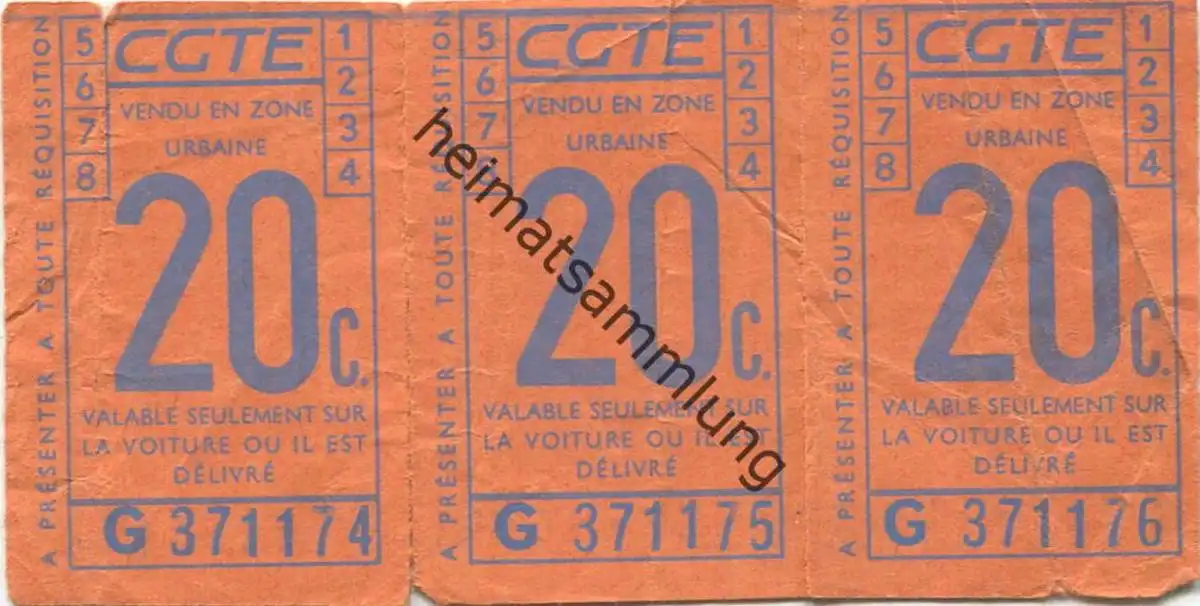 A PRÉSENTER A TOUTE RÉQUISITION
5
6
7
8
CGTE
1
2
3
4
VENDU EN ZONE
URBAINE
20 C.
VALABLE SEULEMENT SUR
LA VOITURE OU IL EST
DÉLIVRÉ
G 371174
A PRÉSENTER A TOUTE RÉQUISITION
5
6
7
8
CGTE
1
2
3
4
VENDU EN ZONE
URBAINE
20 C.
VALABLE SEULEMENT SUR
LA VOITURE OU IL EST
DÉLIVRÉ
G 371175
A PRÉSENTER A TOUTE RÉQUISITION
5
6
7
8
CGTE
1
2
3
4
VENDU EN ZONE
URBAINE
20 C.
VALABLE SEULEMENT SUR
LA VOITURE OU IL EST
DÉLIVRÉ
G 371176
heimatsammlung